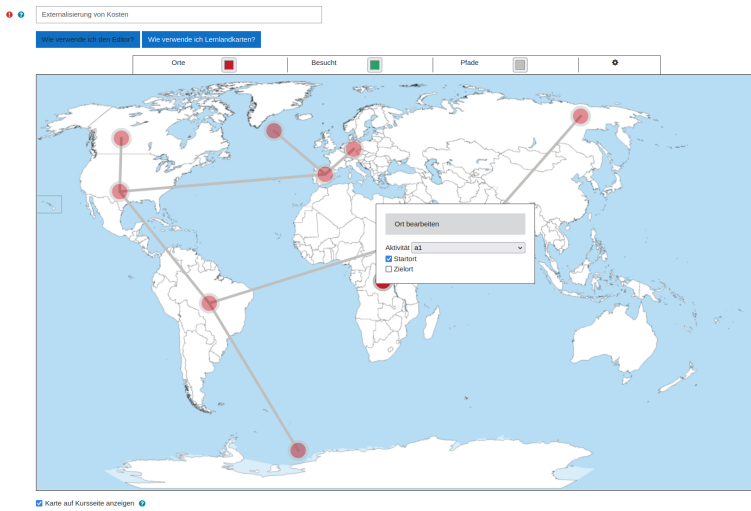 Externalisierung von Kosten
Wie verwende ich den Editor?
Wie verwende ich Lernlandkarten?
Orte
Besucht
Pfade
Ort bearbeiten
Aktivität a1
Startort
Zielort
Karte auf Kursseite anzeigen